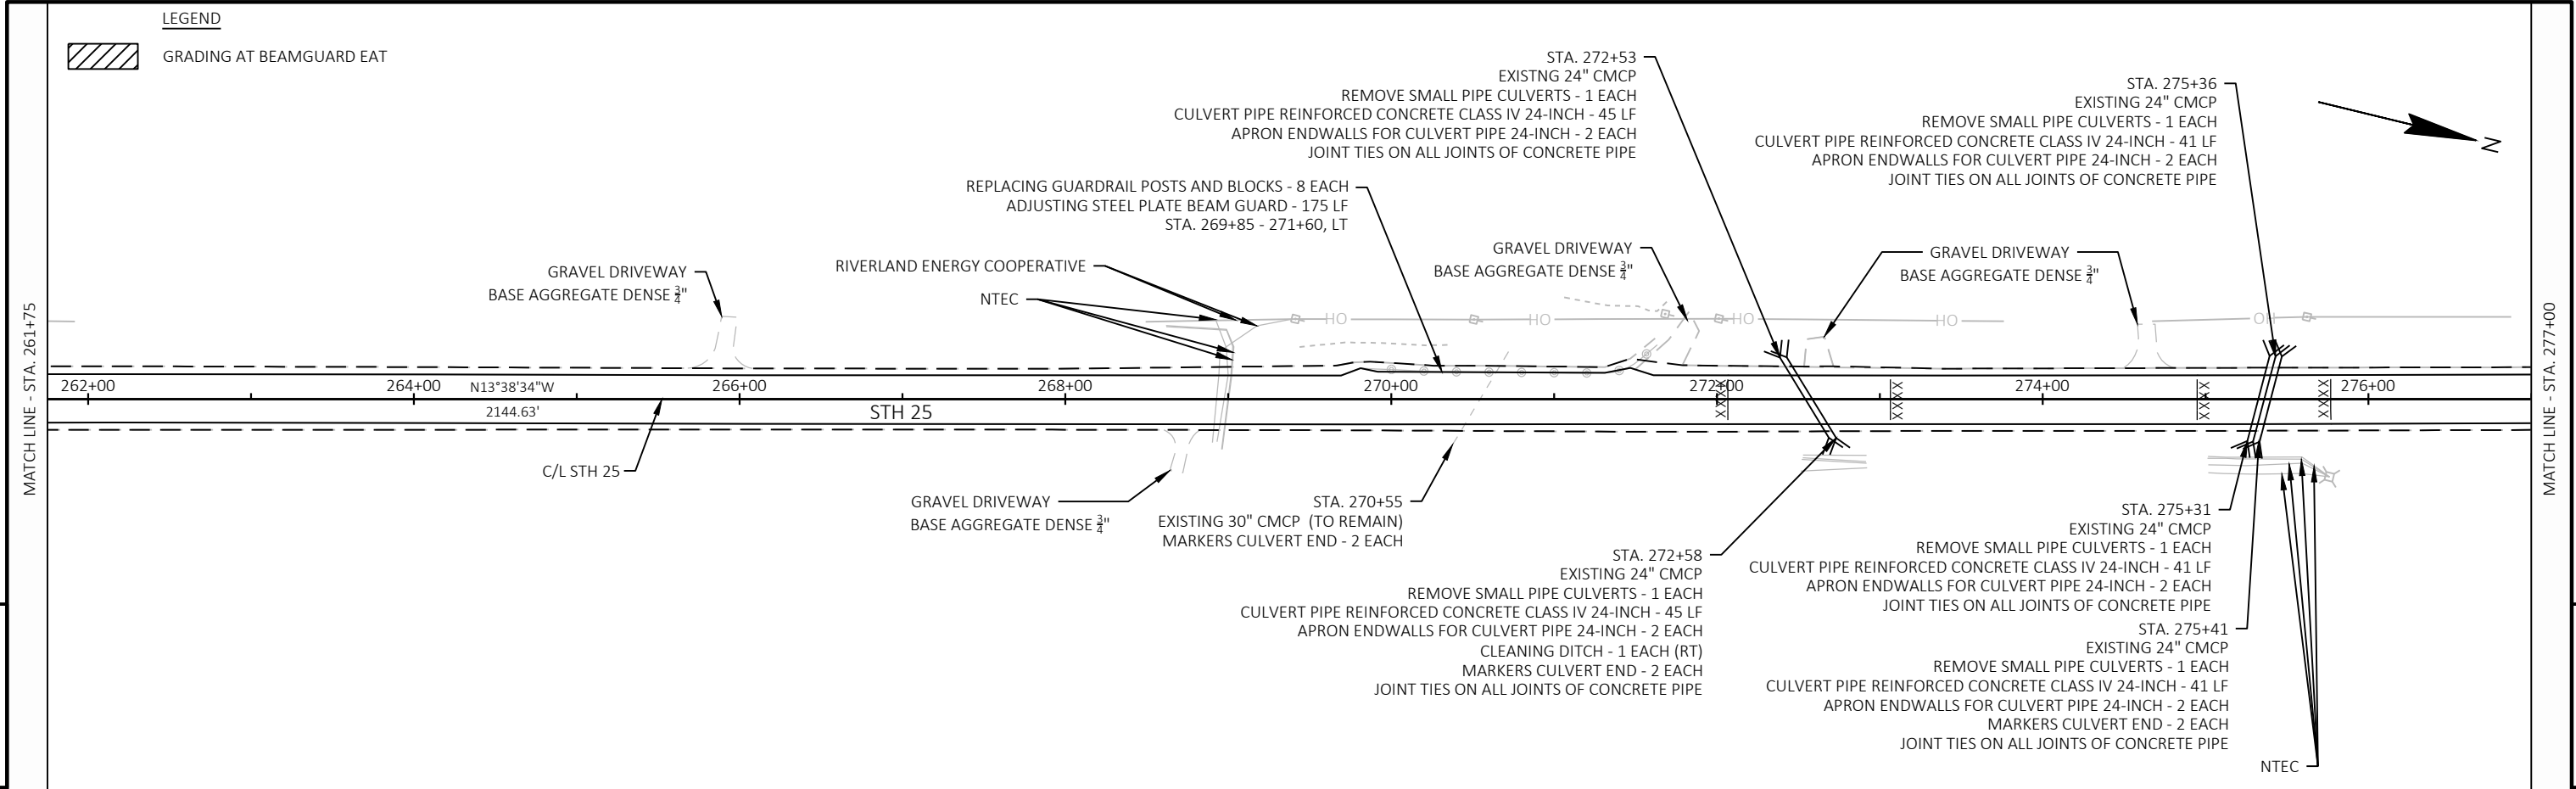 LEGEND
GRADING AT BEAMGUARD EAT
MATCH LINE - STA. 261+75
STA. 272+53
EXISTNG 24" CMCP
REMOVE SMALL PIPE CULVERTS - 1 EACH
CULVERT PIPE REINFORCED CONCRETE CLASS IV 24-INCH - 45 LF
APRON ENDWALLS FOR CULVERT PIPE 24-INCH - 2 EACH
JOINT TIES ON ALL JOINTS OF CONCRETE PIPE
STA. 275+36
EXISTING 24" CMCP
REMOVE SMALL PIPE CULVERTS - 1 EACH
CULVERT PIPE REINFORCED CONCRETE CLASS IV 24-INCH - 41 LF
APRON ENDWALLS FOR CULVERT PIPE 24-INCH - 2 EACH
JOINT TIES ON ALL JOINTS OF CONCRETE PIPE
N
REPLACING GUARDRAIL POSTS AND BLOCKS - 8 EACH
ADJUSTING STEEL PLATE BEAM GUARD - 175 LF
STA. 269+85 - 271+60, LT
GRAVEL DRIVEWAY
BASE AGGREGATE DENSE 3/4"
RIVERLAND ENERGY COOPERATIVE
NTEC
GRAVEL DRIVEWAY
BASE AGGREGATE DENSE 3/4"
GRAVEL DRIVEWAY
BASE AGGREGATE DENSE 3/4"
OH
OH
OH
OH
OH
262+00
264+00
N13°38'34"W
2144.63'
266+00
268+00
270+00
272+00
274+00
276+00
XXXX
XXXX
XXXX
XXXX
STH 25
C/L STH 25
GRAVEL DRIVEWAY
BASE AGGREGATE DENSE 3/4"
STA. 270+55
EXISTING 30" CMCP (TO REMAIN)
MARKERS CULVERT END - 2 EACH
STA. 272+58
EXISTING 24" CMCP
REMOVE SMALL PIPE CULVERTS - 1 EACH
CULVERT PIPE REINFORCED CONCRETE CLASS IV 24-INCH - 45 LF
APRON ENDWALLS FOR CULVERT PIPE 24-INCH - 2 EACH
CLEANING DITCH - 1 EACH (RT)
MARKERS CULVERT END - 2 EACH
JOINT TIES ON ALL JOINTS OF CONCRETE PIPE
STA. 275+31
EXISTING 24" CMCP
REMOVE SMALL PIPE CULVERTS - 1 EACH
CULVERT PIPE REINFORCED CONCRETE CLASS IV 24-INCH - 41 LF
APRON ENDWALLS FOR CULVERT PIPE 24-INCH - 2 EACH
JOINT TIES ON ALL JOINTS OF CONCRETE PIPE
STA. 275+41
EXISTING 24" CMCP
REMOVE SMALL PIPE CULVERTS - 1 EACH
CULVERT PIPE REINFORCED CONCRETE CLASS IV 24-INCH - 41 LF
APRON ENDWALLS FOR CULVERT PIPE 24-INCH - 2 EACH
MARKERS CULVERT END - 2 EACH
JOINT TIES ON ALL JOINTS OF CONCRETE PIPE
NTEC
MATCH LINE - STA. 277+00